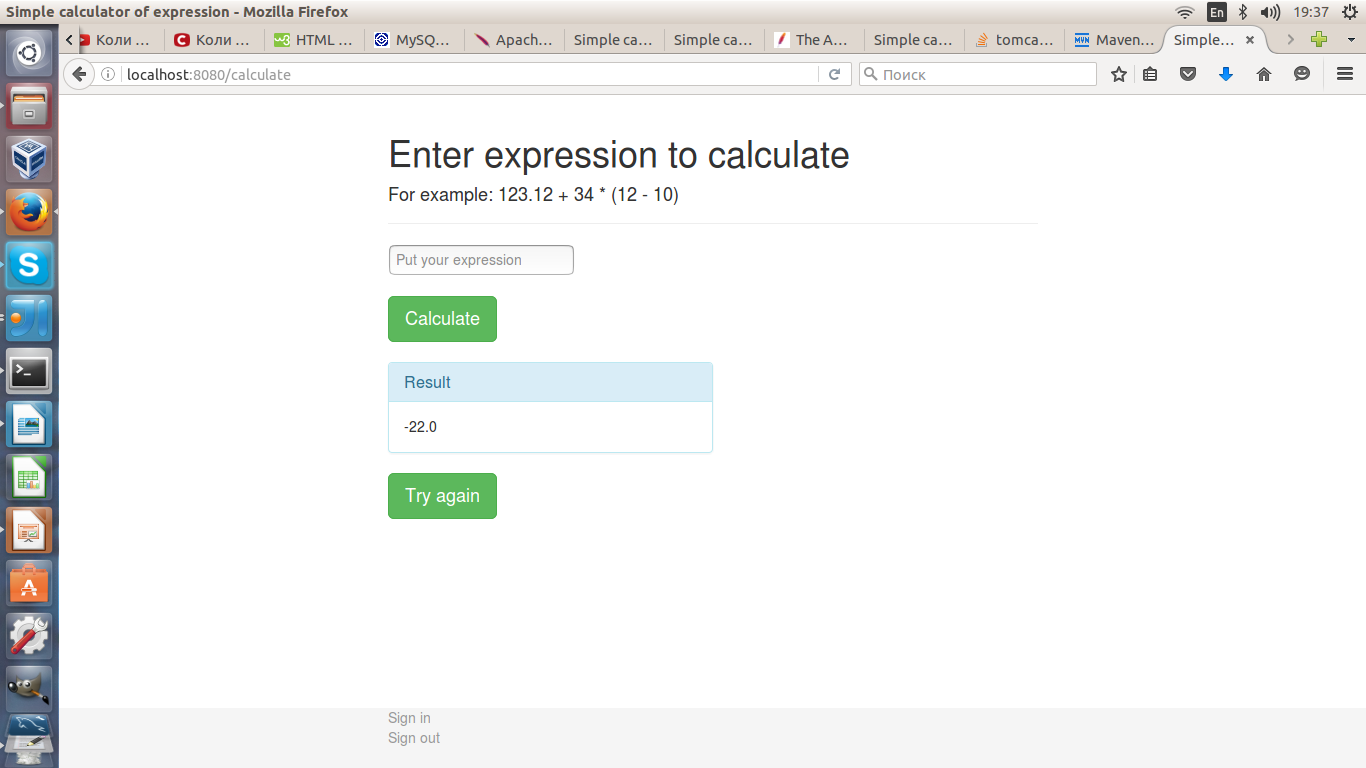 Simple calculator of expression - Mozilla Firefox
En
19:37
Коли ...
Коли ...
HTML ...
MySQ...
Apach...
Simple ca...
Simple ca...
The A...
Simple ca...
tomca...
Maven...
Simple...
localhost:8080/calculate
Поиск
Enter expression to calculate
For example: 123.12 + 34 * (12 - 10)
Put your expression
Calculate
Result
-22.0
Try again
Sign in
Sign out